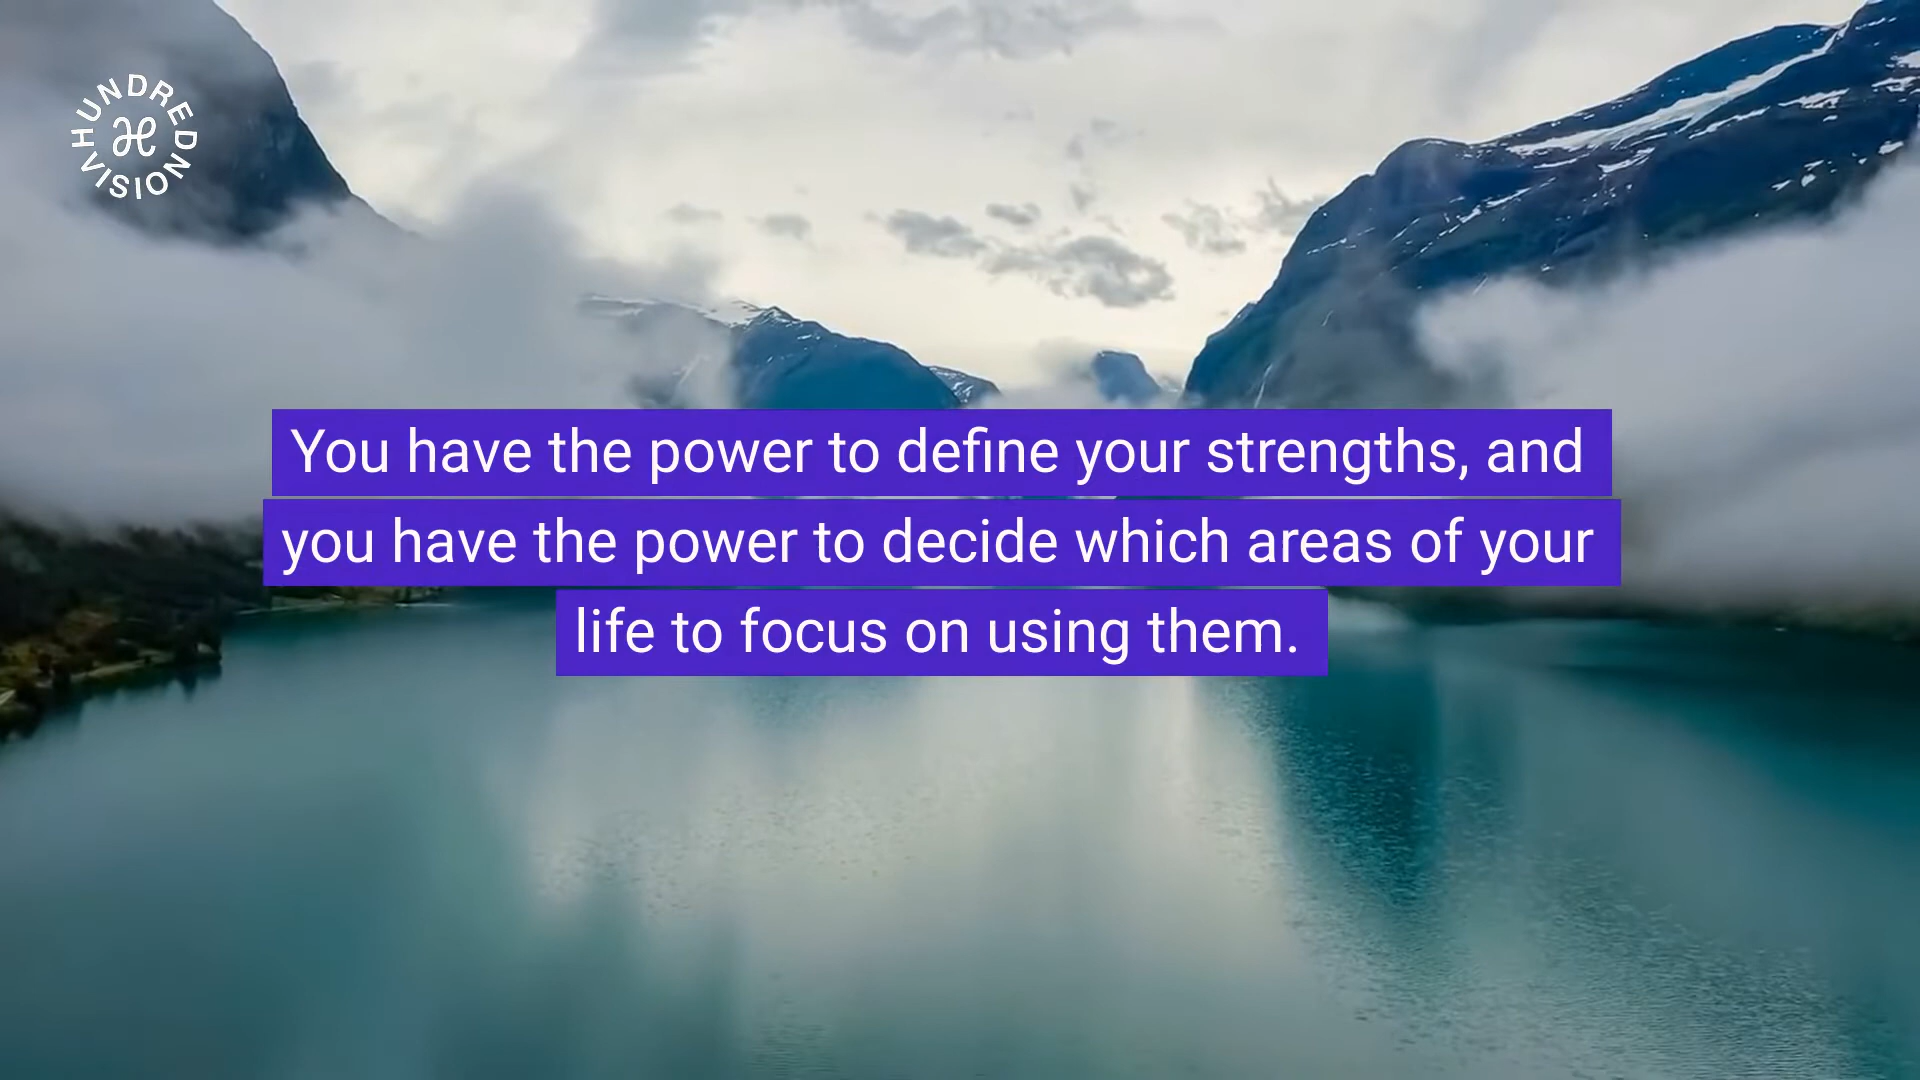 HUNDRED VISION
You have the power to define your strengths, and
you have the power to decide which areas of your
life to focus on using them.